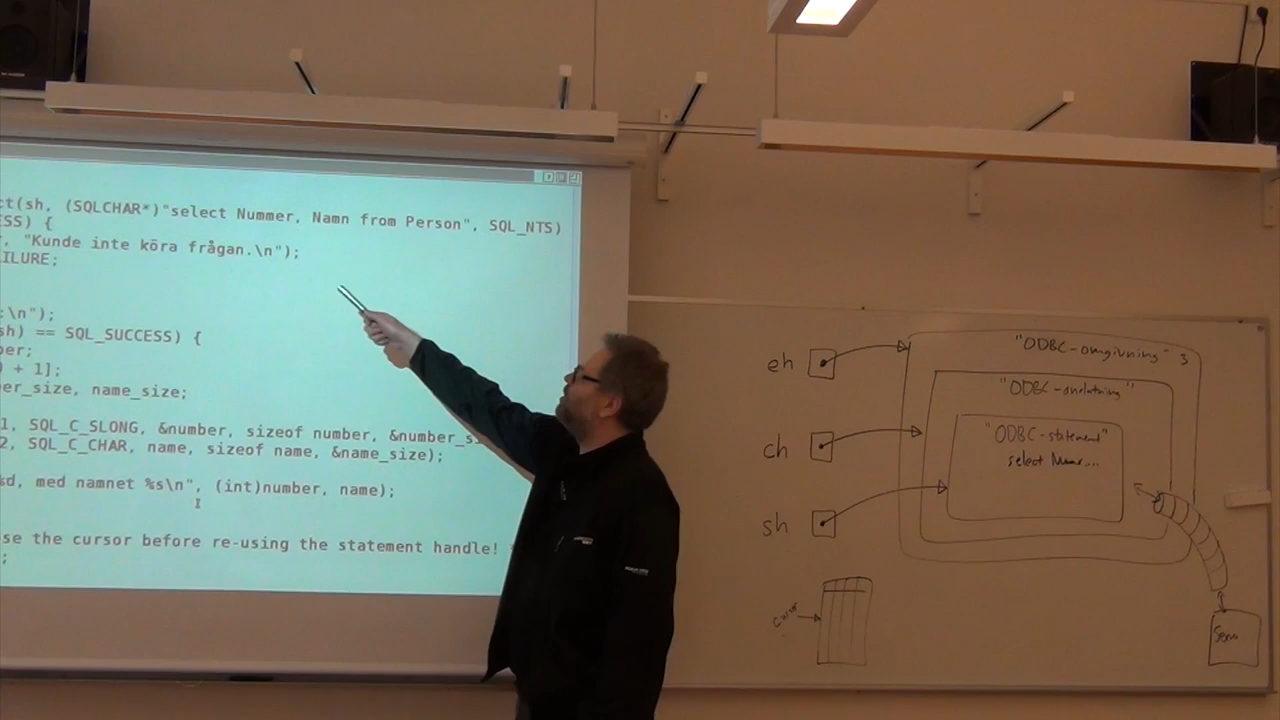 ct(sh, (SQLCHAR*)"select Nummer, Namn from Person", SQL_NTS)
ESS) {
, "Kunde inte köra frågan.\n");
ILURE;
:\n");
sh) == SQL_SUCCESS) {
ber;
) + 1];
er_size, name_size;
1, SQL_C_SLONG, &number, sizeof number, &number_s
2, SQL_C_CHAR, name, sizeof name, &name_size);
%d, med namnet %s\n", (int)number, name);
se the cursor before re-using the statement handle!
;
eh
"ODBC-omgivning"
"ODBC-anslutning"
ch
"ODBC-statement"
select
sh
Cursor